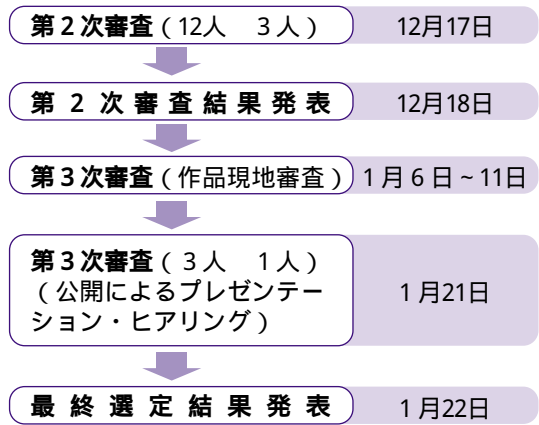 第2次審査(12人　3人) 12月17日
第2次審査結果発表 12月18日
第3次審査(作品現地審査) 1月6日~11日
第3次審査(3人　1人)
(公開によるプレゼンテー
ション・ヒアリング)
1月21日
最終選定結果発表 1月22日